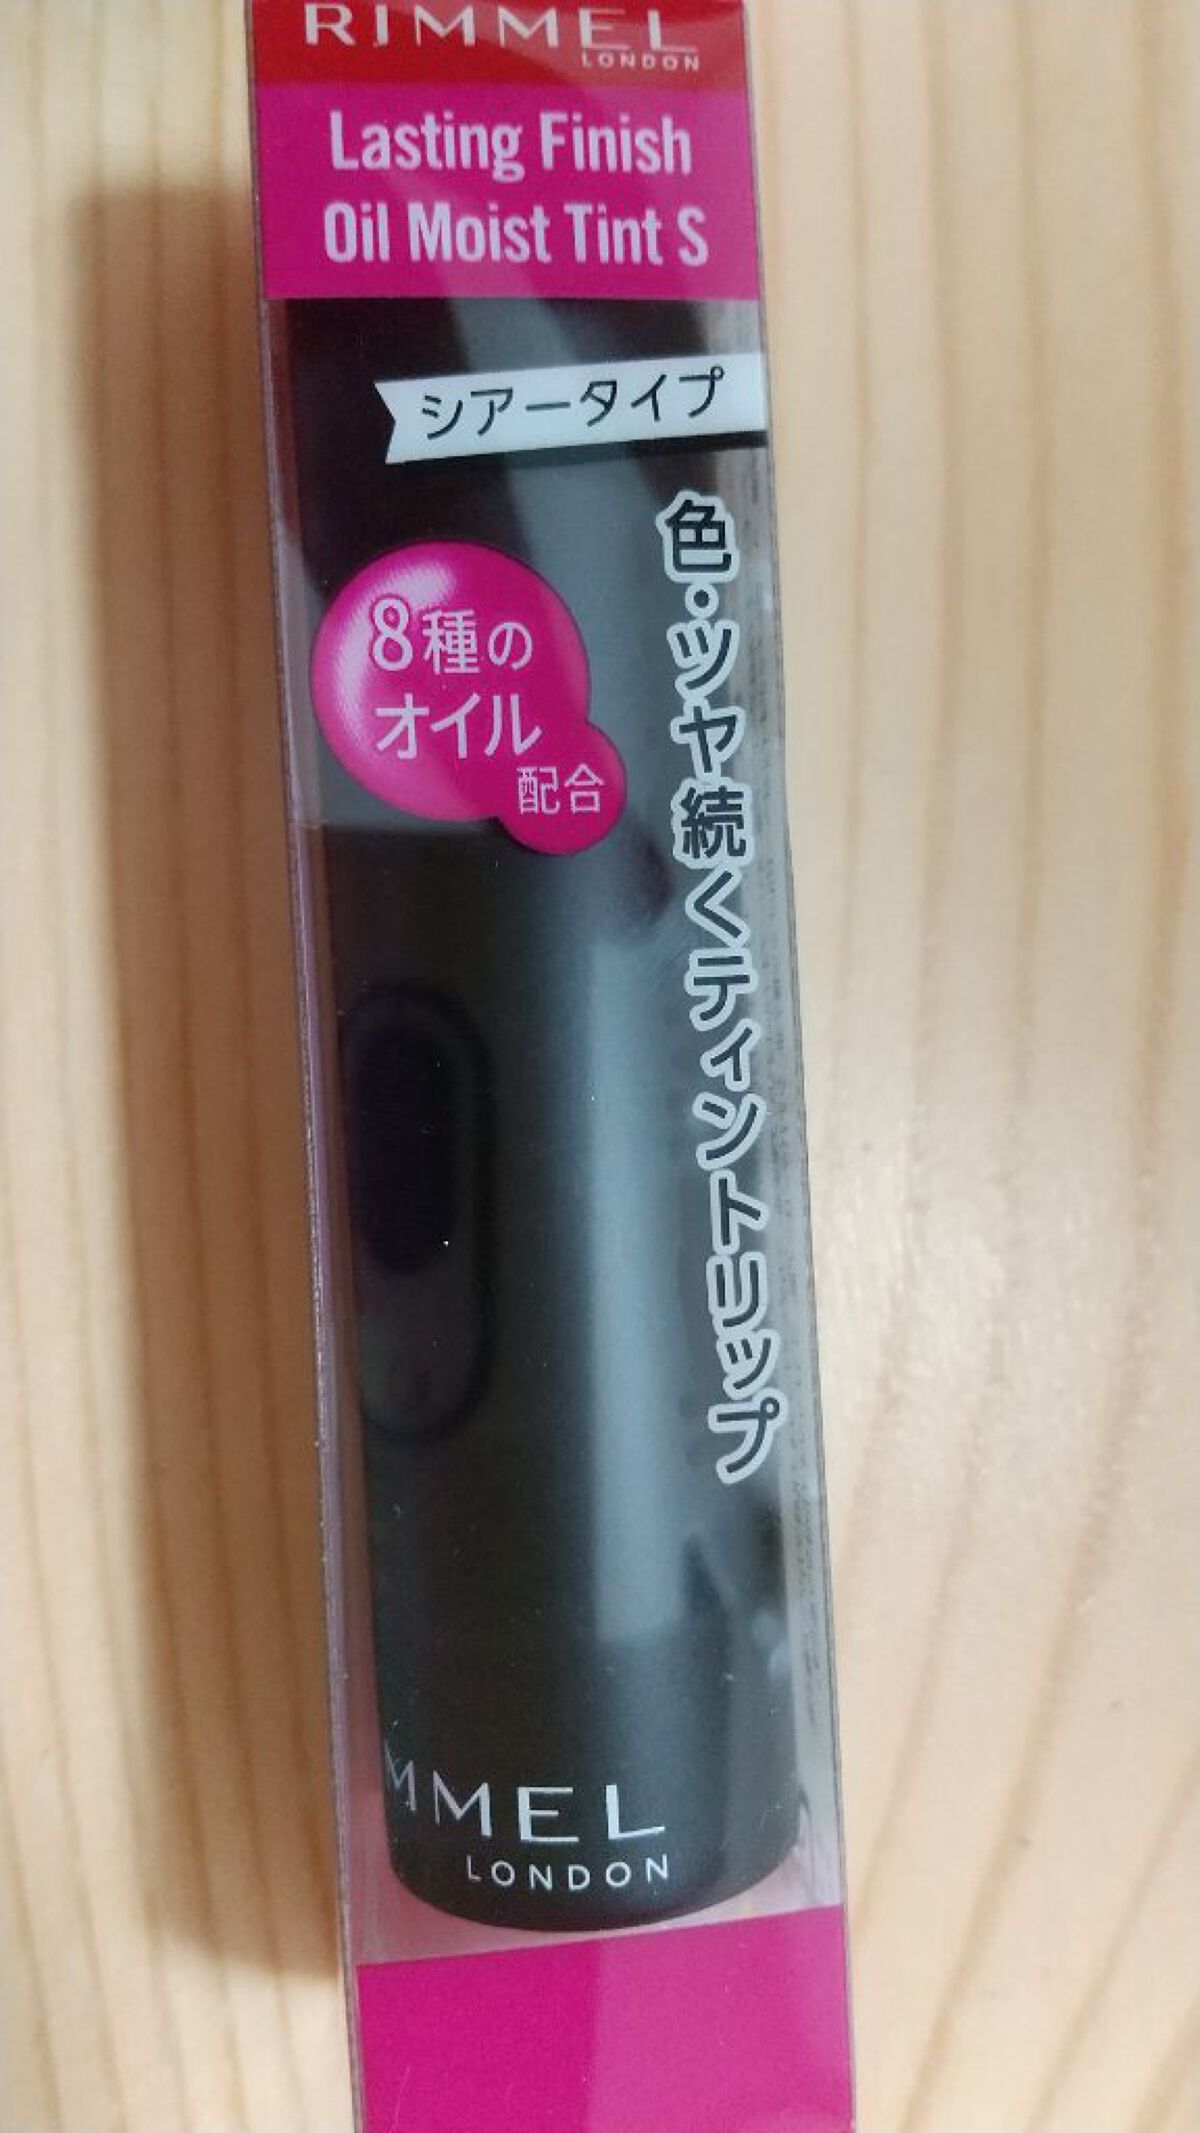 RIMMEL
LONDON
Lasting Finish
Oil Moist Tint S
シアータイプ
色・ツヤ続くティントリップ
8種の
オイル
配合
MMEL
LONDON